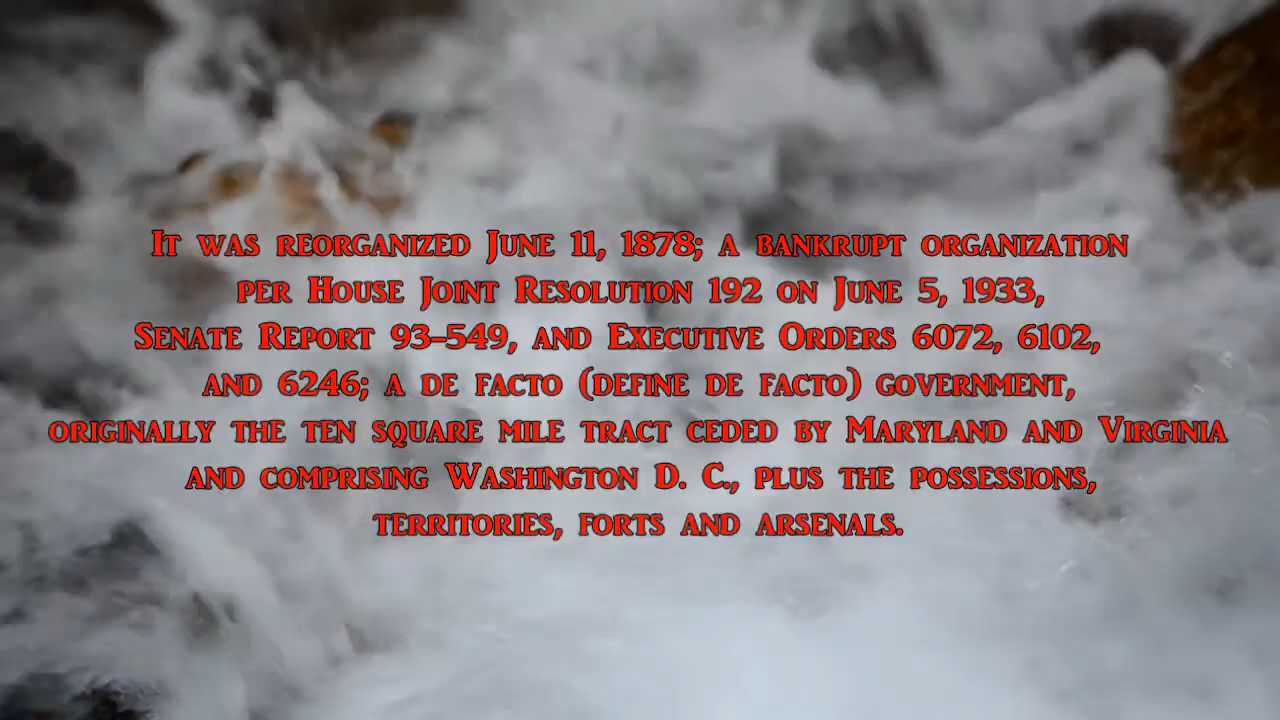 It was reorganized June 11, 1878; a bankrupt organization
per House Joint Resolution 192 on June 5, 1933,
Senate Report 93-549, and Executive Orders 6072, 6102,
and 6246; a de facto (define de facto) government,
originally the ten square mile tract ceded by Maryland and Virginia
and comprising Washington D. C., plus the possessions,
territories, forts and arsenals.